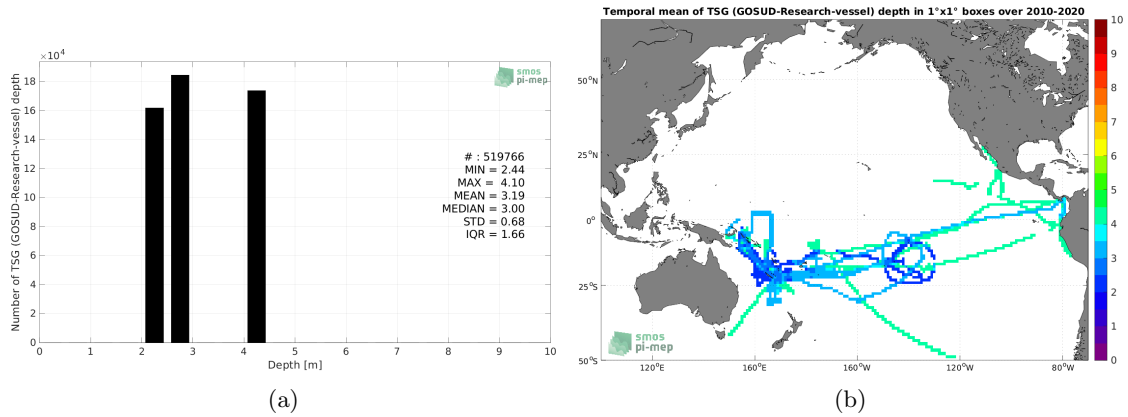 ×10⁴
18
16
14
12
10
8
6
4
2
0
Number of TSG (GOSUD-Research-vessel) depth
smos
pi-mep
# : 519766
MIN = 2.44
MAX = 4.10
MEAN = 3.19
MEDIAN = 3.00
STD = 0.68
IQR = 1.66
0 1 2 3 4 5 6 7 8 9 10
Depth [m]
(a)
Temporal mean of TSG (GOSUD-Research-vessel) depth in 1°x1° boxes over 2010-2020
50°N
25°N
0°
25°S
50°S
120°E 160°E 160°W 120°W 80°W
smos
pi-mep
10
9
8
7
6
5
4
3
2
1
0
(b)